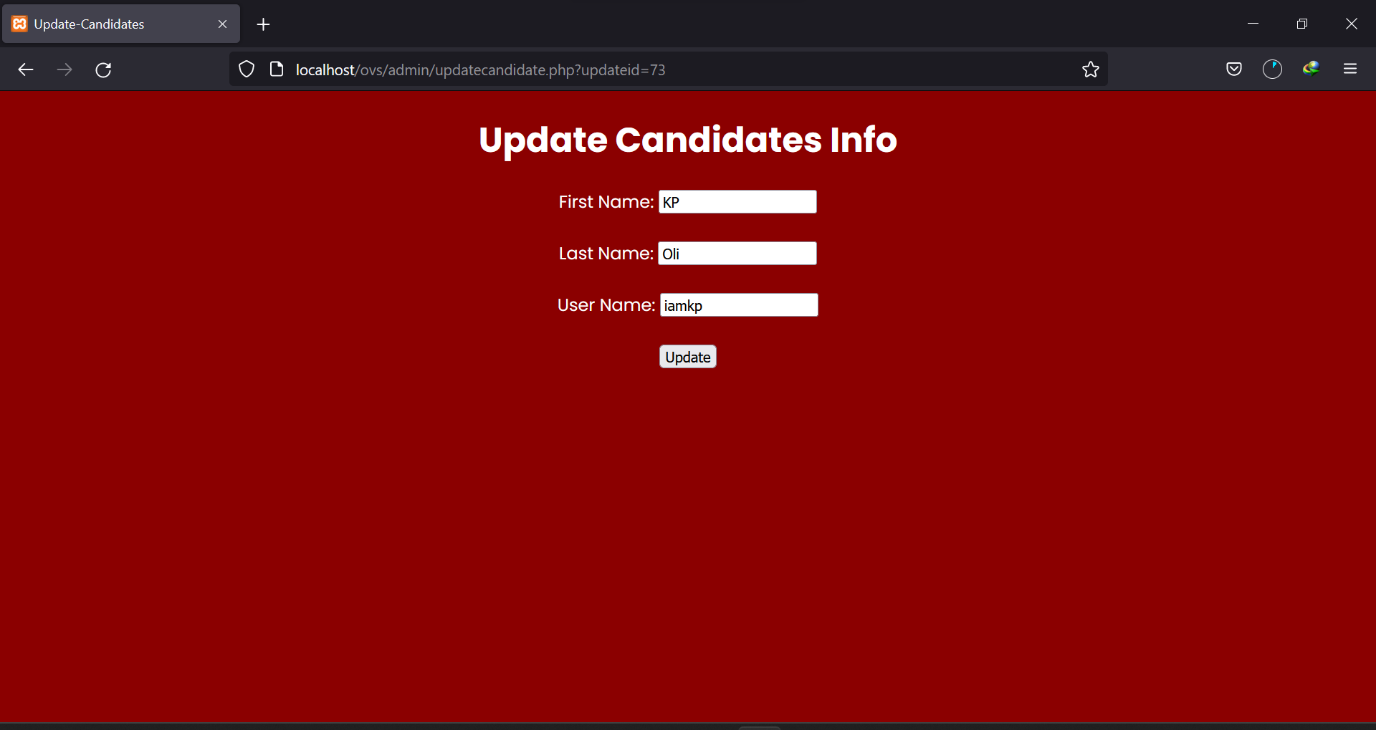 Update-Candidates
localhost/ovs/admin/updatecandidate.php?updateid=73
Update Candidates Info
First Name: KP
Last Name: Oli
User Name: iamkp
Update